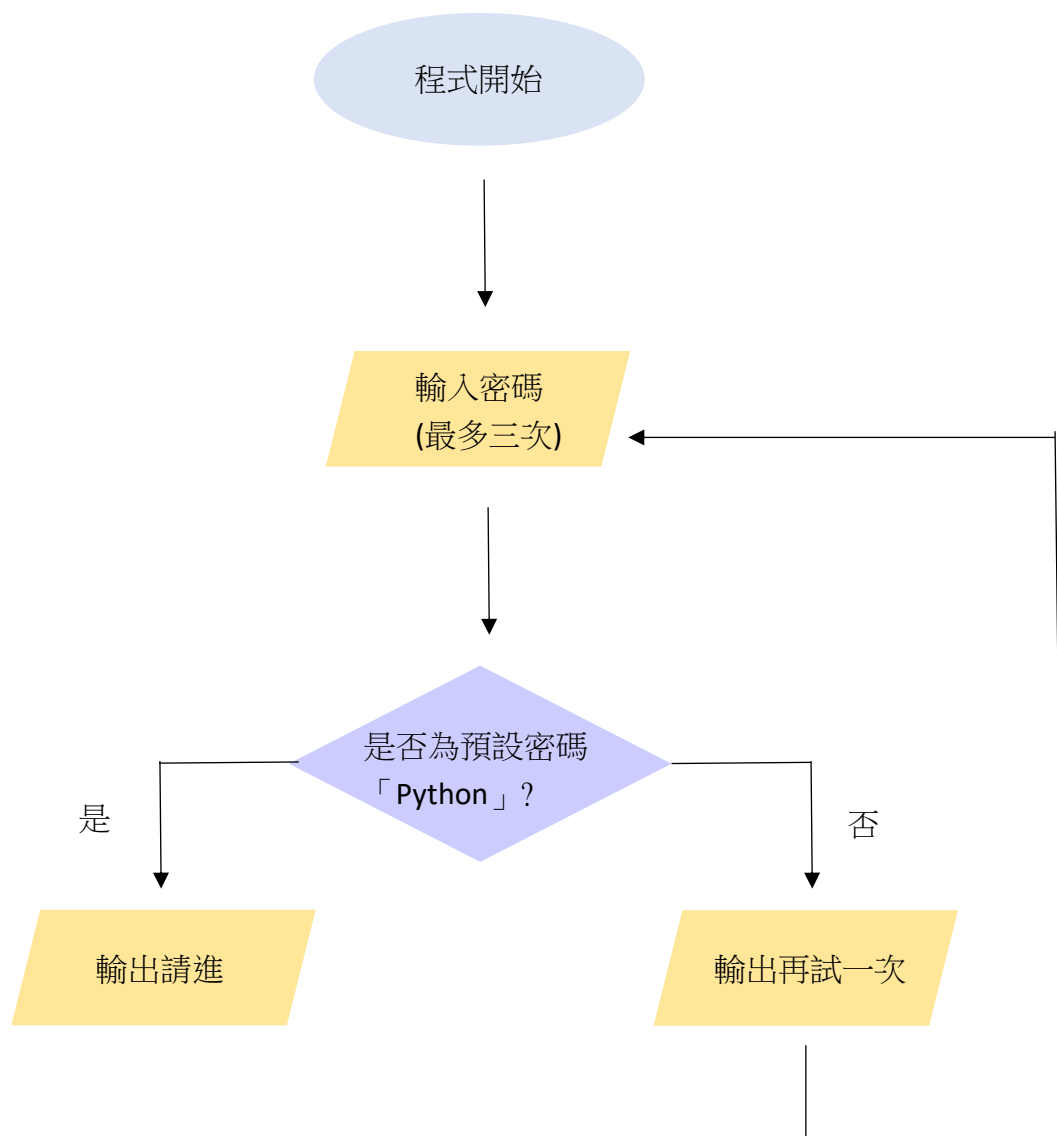 程式開始
輸入密碼
(最多三次)
是否為預設密碼
「Python」?
是
否
輸出請進
輸出再試一次